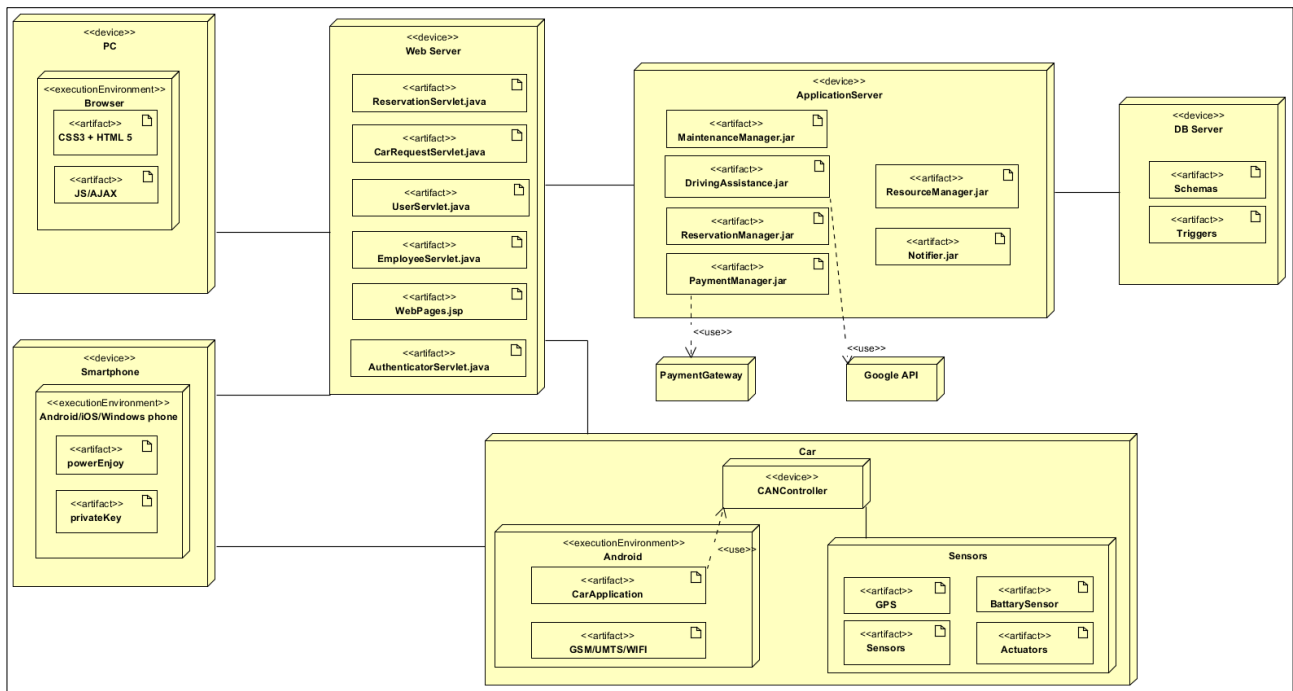 <<device>>
PC
<<executionEnvironment>>
Browser
<<artifact>>
CSS3 + HTML 5
<<artifact>>
JS/AJAX
<<device>>
Web Server
<<artifact>>
ReservationServlet.java
<<artifact>>
CarRequestServlet.java
<<artifact>>
UserServlet.java
<<artifact>>
EmployeeServlet.java
<<artifact>>
WebPages.jsp
<<artifact>>
AuthenticatorServlet.java
<<device>>
ApplicationServer
<<artifact>>
MaintenanceManager.jar
<<artifact>>
DrivingAssistance.jar
<<artifact>>
ReservationManager.jar
<<artifact>>
PaymentManager.jar
<<artifact>>
ResourceManager.jar
<<artifact>>
Notifier.jar
<<device>>
DB Server
<<artifact>>
Schemas
<<artifact>>
Triggers
<<use>>
<<use>>
PaymentGateway
Google API
<<device>>
Smartphone
<<executionEnvironment>>
Android/iOS/Windows phone
<<artifact>>
powerEnjoy
<<artifact>>
privateKey
Car
<<device>>
CANController
<<use>>
<<executionEnvironment>>
Android
<<artifact>>
CarApplication
<<artifact>>
GSM/UMTS/WIFI
Sensors
<<artifact>>
GPS
<<artifact>>
BattarySensor
<<artifact>>
Sensors
<<artifact>>
Actuators